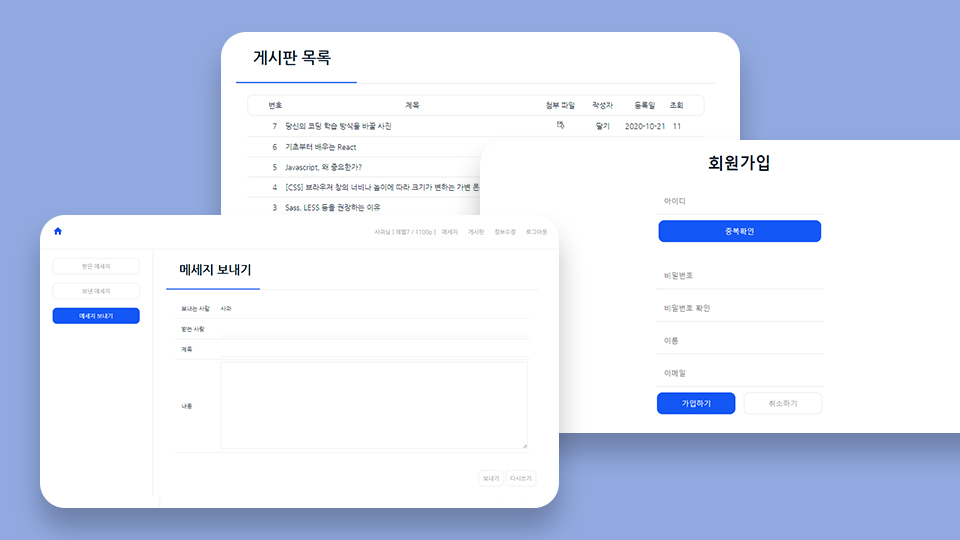 게시판 목록
번호 제목 첨부 파일 작성자 등록일 조회
7 당신의 코딩 학습 방식을 바꿀 사진 딸기 2020-10-21 11
6 기초부터 배우는 React
5 Javascript, 왜 중요한가?
4 [CSS] 브라우저 창의 너비나 높이에 따라 크기가 변하는 가변 폰
3 Sass, LESS 등을 권장하는 이유
회원가입
아이디
중복확인
비밀번호
비밀번호 확인
이름
이메일
가입하기 취소하기
사과님 [ 레벨7 / 1100p ] 메세지 게시판 정보수정 로그아웃
받은 메세지
보낸 메세지
메세지 보내기
메세지 보내기
보내는 사람 사과
받는 사람
제목
내용
보내기 다시쓰기